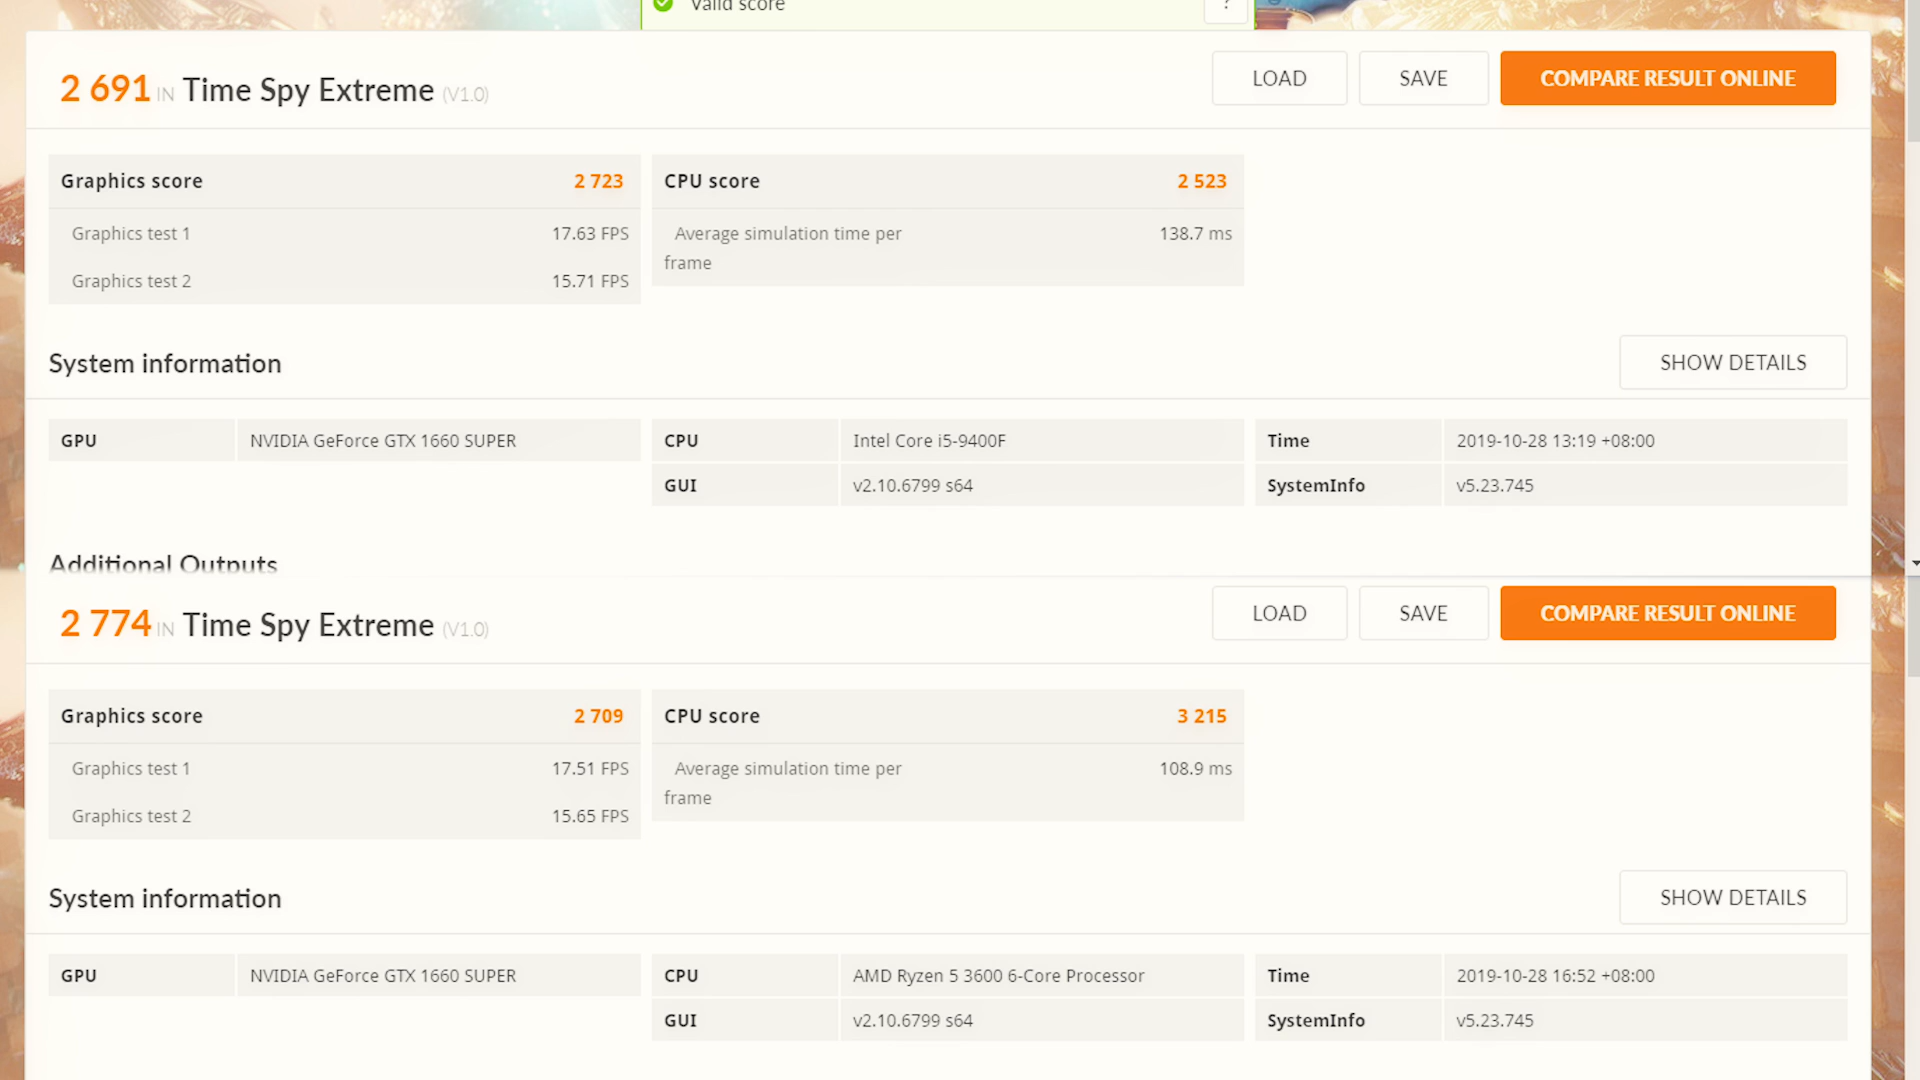 Valid score
?
2 691 IN Time Spy Extreme (V1.0)
LOAD
SAVE
COMPARE RESULT ONLINE
Graphics score 2 723
Graphics test 1 17.63 FPS
Graphics test 2 15.71 FPS
CPU score 2 523
Average simulation time per 138.7 ms
frame
System information
SHOW DETAILS
GPU NVIDIA GeForce GTX 1660 SUPER
CPU Intel Core i5-9400F
GUI v2.10.6799 s64
Time 2019-10-28 13:19 +08:00
SystemInfo v5.23.745
Additional Outputs
2 774 IN Time Spy Extreme (V1.0)
LOAD
SAVE
COMPARE RESULT ONLINE
Graphics score 2 709
Graphics test 1 17.51 FPS
Graphics test 2 15.65 FPS
CPU score 3 215
Average simulation time per 108.9 ms
frame
System information
SHOW DETAILS
GPU NVIDIA GeForce GTX 1660 SUPER
CPU AMD Ryzen 5 3600 6-Core Processor
GUI v2.10.6799 s64
Time 2019-10-28 16:52 +08:00
SystemInfo v5.23.745